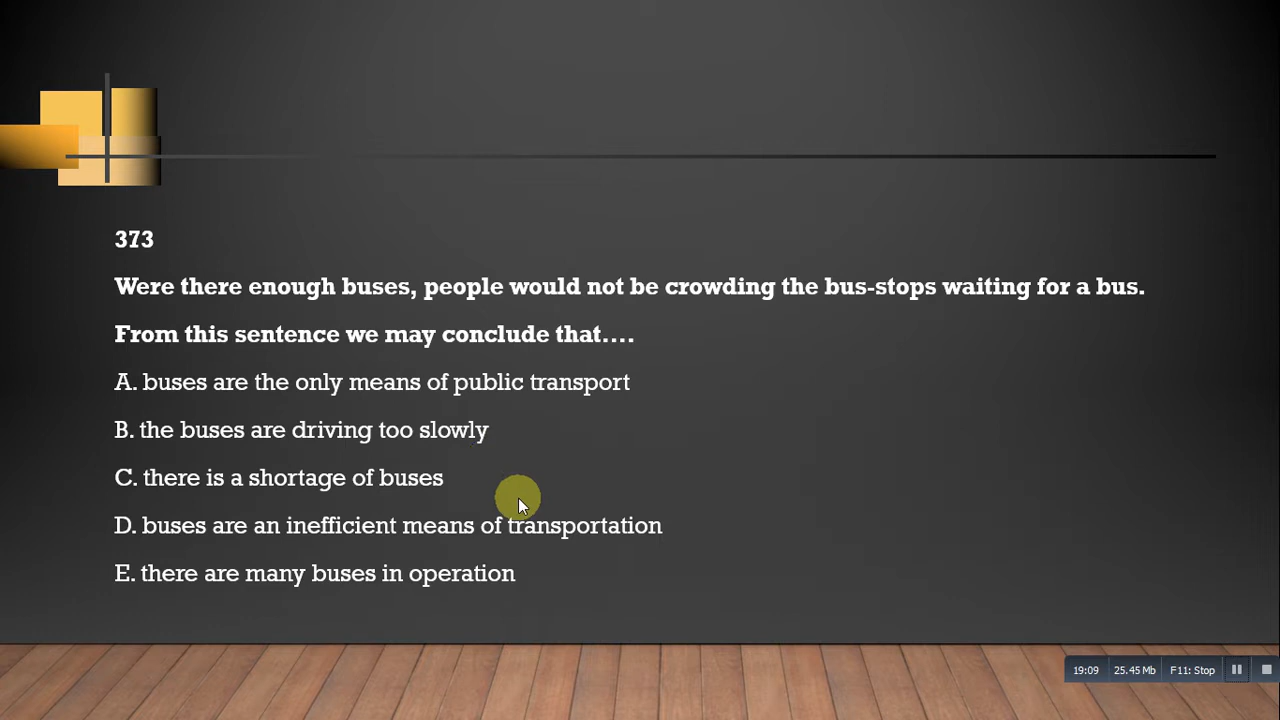 373
Were there enough buses, people would not be crowding the bus-stops waiting for a bus.
From this sentence we may conclude that....
A. buses are the only means of public transport
B. the buses are driving too slowly
C. there is a shortage of buses
D. buses are an inefficient means of transportation
E. there are many buses in operation
19:09 25.45 Mb F11: Stop